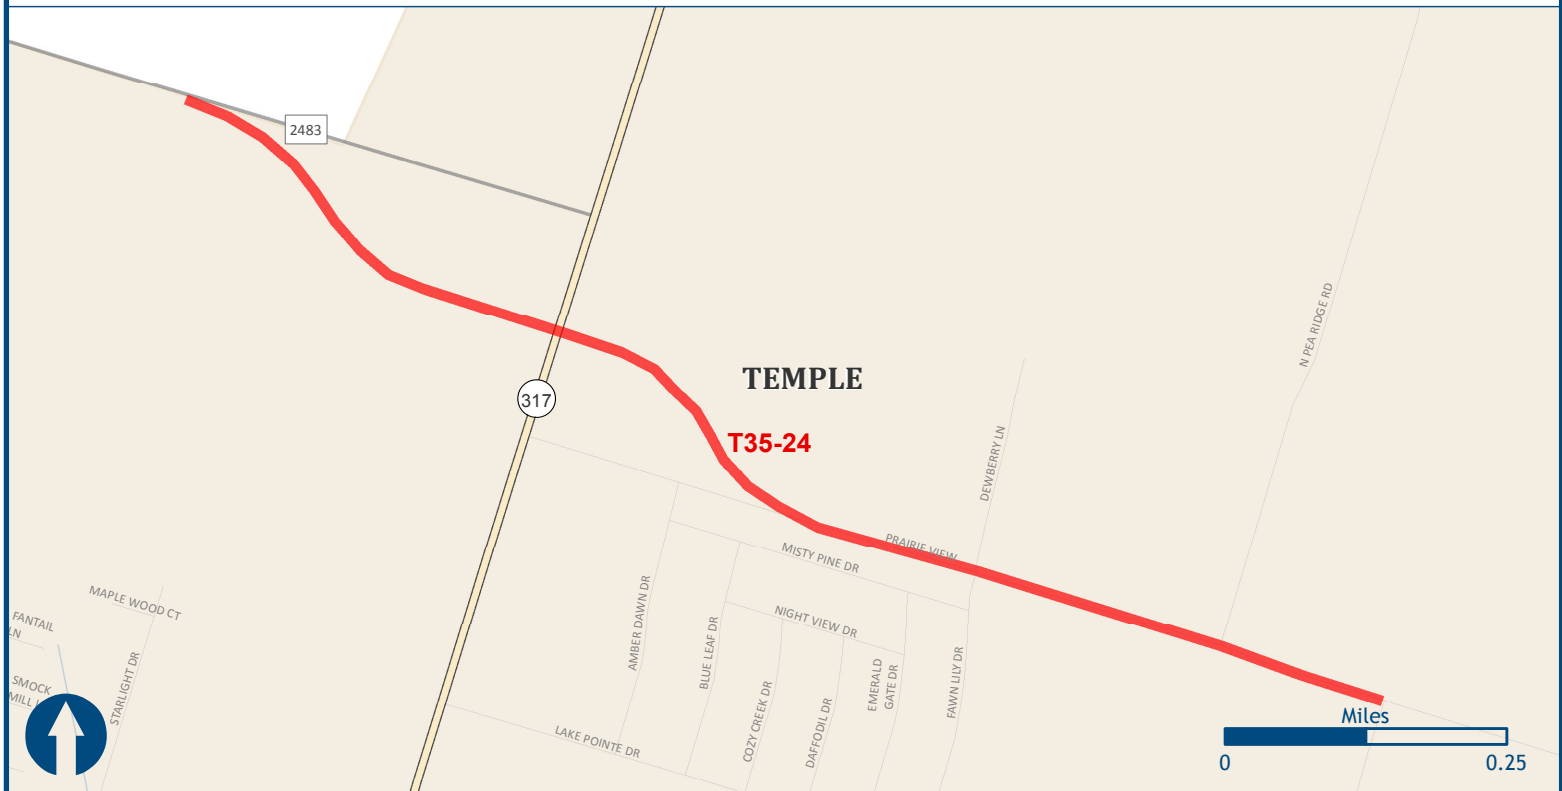 2483
N PEA RIDGE RD
TEMPLE
317
T35-24
DEWBERRY LN
PRAIRIE VIEW
MISTY PINE DR
MAPLE WOOD CT
AMBER DAWN DR
NIGHT VIEW DR
FANTAIL
LN
BLUE LEAF DR
EMERALD
GATE DR
FAWN LILY DR
STARLIGHT DR
SMOCK
MILL
COZY CREEK DR
DAFFODIL DR
LAKE POINTE DR
Miles
0
0.25